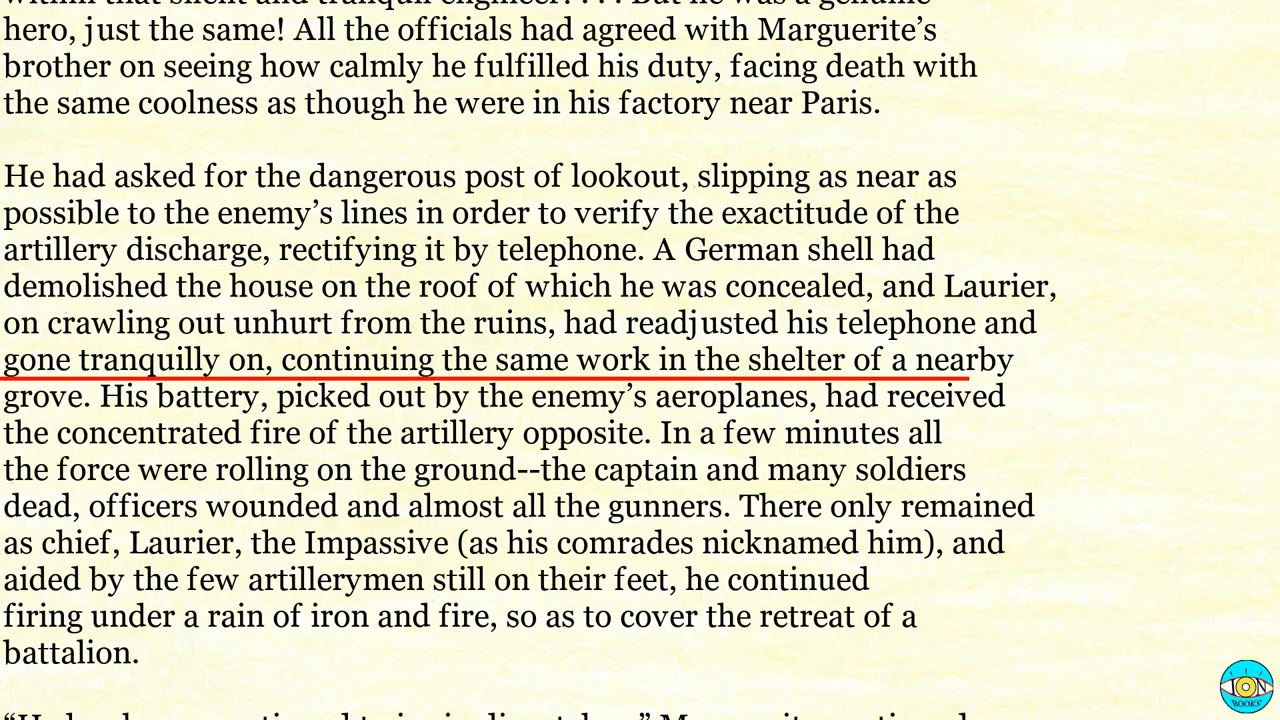 hero, just the same! All the officials had agreed with Marguerite’s
brother on seeing how calmly he fulfilled his duty, facing death with
the same coolness as though he were in his factory near Paris.
He had asked for the dangerous post of lookout, slipping as near as
possible to the enemy’s lines in order to verify the exactitude of the
artillery discharge, rectifying it by telephone. A German shell had
demolished the house on the roof of which he was concealed, and Laurier,
on crawling out unhurt from the ruins, had readjusted his telephone and
gone tranquilly on, continuing the same work in the shelter of a nearby
grove. His battery, picked out by the enemy’s aeroplanes, had received
the concentrated fire of the artillery opposite. In a few minutes all
the force were rolling on the ground--the captain and many soldiers
dead, officers wounded and almost all the gunners. There only remained
as chief, Laurier, the Impassive (as his comrades nicknamed him), and
aided by the few artillerymen still on their feet, he continued
firing under a rain of iron and fire, so as to cover the retreat of a
battalion.
ION
BOOKS